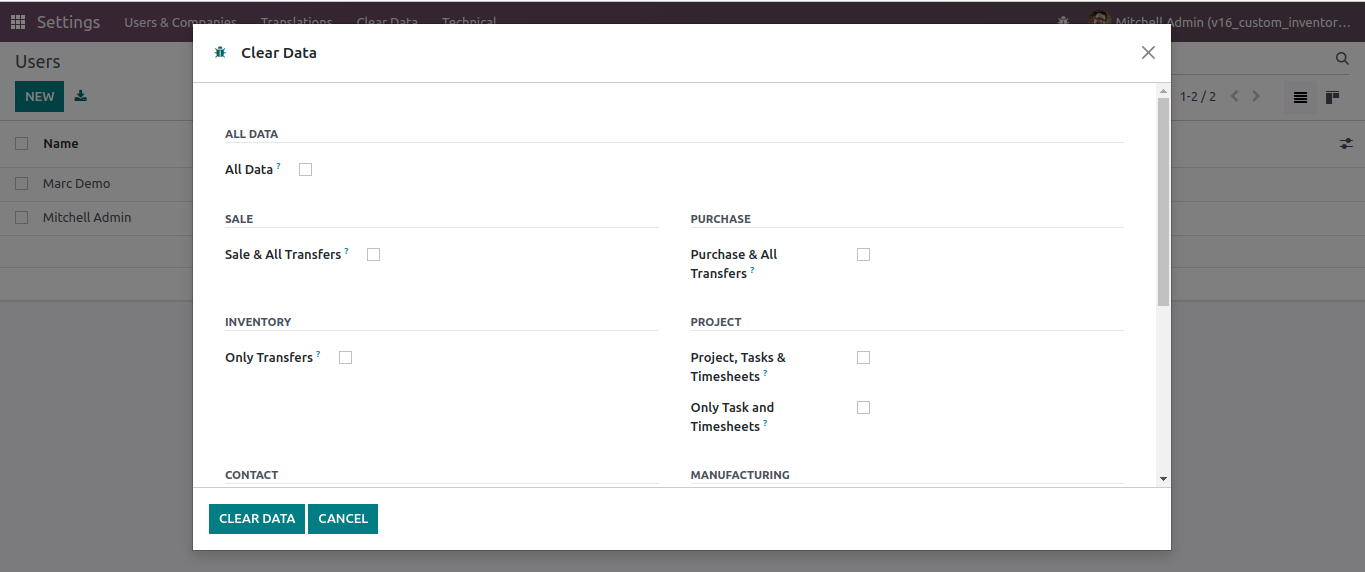 Settings Users & Companies Translations Clear Data Technical Mitchell Admin (v16_custom_inventor...
Clear Data
Users
NEW
1-2 / 2
Name
Marc Demo
Mitchell Admin
ALL DATA
All Data ?
SALE
Sale & All Transfers ?
PURCHASE
Purchase & All
Transfers ?
INVENTORY
Only Transfers ?
PROJECT
Project, Tasks &
Timesheets ?
Only Task and
Timesheets ?
CONTACT
MANUFACTURING
CLEAR DATA CANCEL